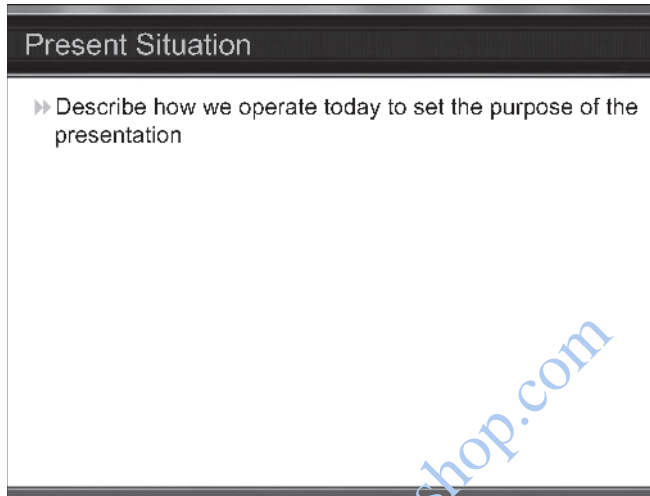 Present Situation
Describe how we operate today to set the purpose of the
presentation
shop.com